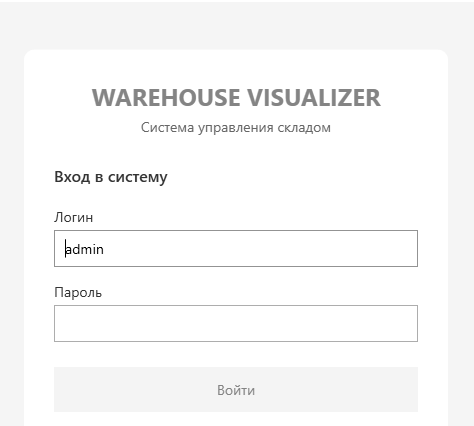 WAREHOUSE VISUALIZER
Система управления складом
Вход в систему
Логин
admin
Пароль
Войти